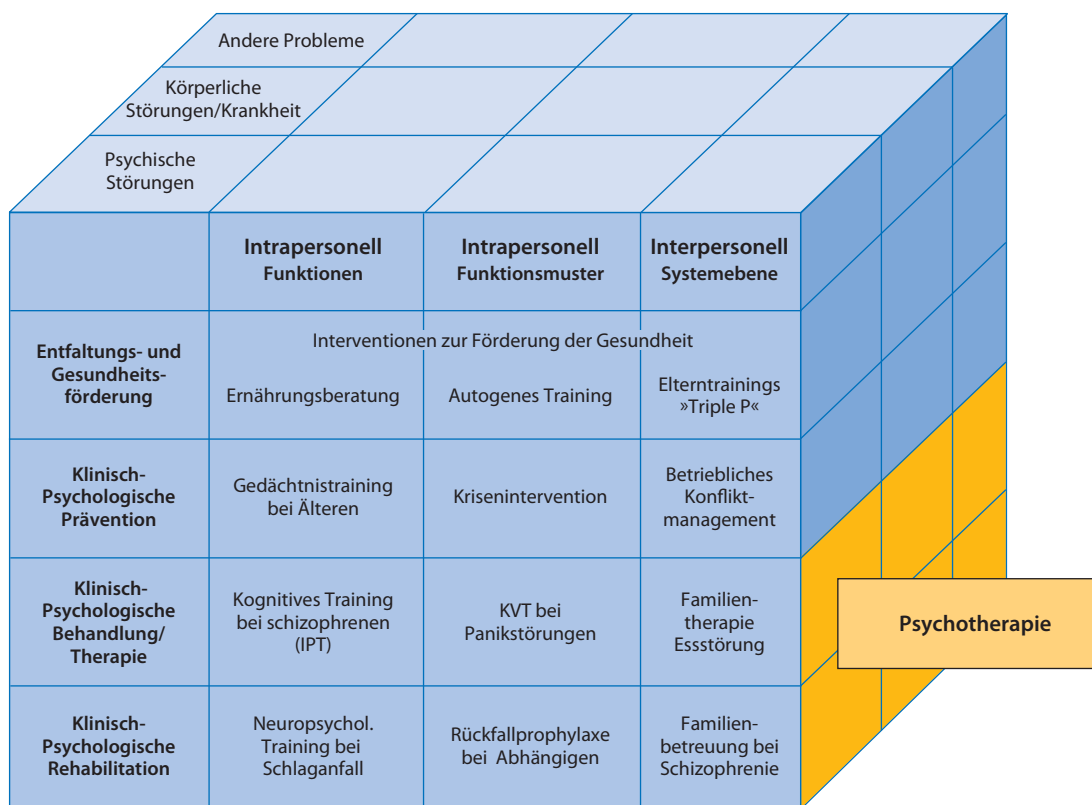 Andere Probleme
Körperliche
Störungen/Krankheit
Psychische
Störungen
Intrapersonell
Funktionen
Intrapersonell
Funktionsmuster
Interpersonell
Systemebene
Entfaltungs- und
Gesundheits-
förderung
Interventionen zur Förderung der Gesundheit
Ernährungsberatung
Autogenes Training
Elterntrainings
»Triple P«
Klinisch-
Psychologische
Prävention
Gedächtnistraining
bei Älteren
Krisenintervention
Betriebliches
Konflikt-
management
Klinisch-
Psychologische
Behandlung/
Therapie
Kognitives Training
bei schizophrenen
(IPT)
KVT bei
Panikstörungen
Familien-
therapie
Essstörung
Psychotherapie
Klinisch-
Psychologische
Rehabilitation
Neuropsychol.
Training bei
Schlaganfall
Rückfallprophylaxe
bei Abhängigen
Familien-
betreuung bei
Schizophrenie